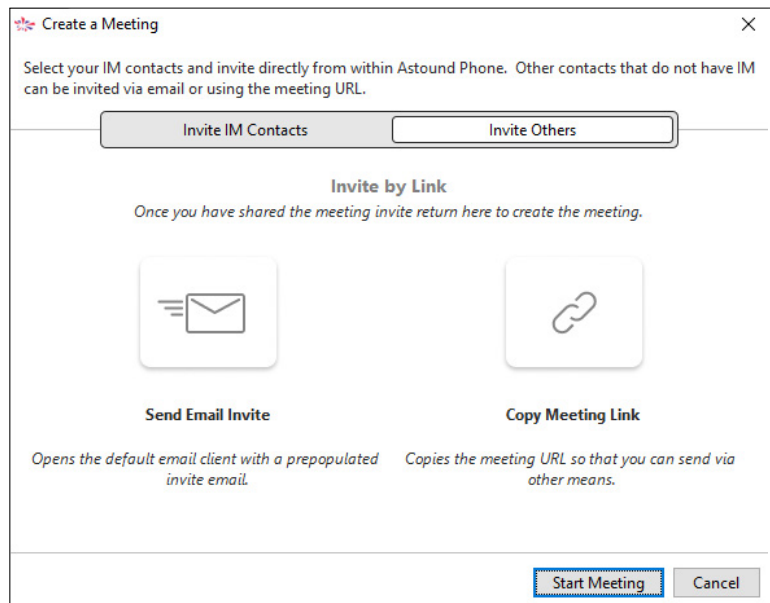 Create a Meeting
Select your IM contacts and invite directly from within Astound Phone. Other contacts that do not have IM
can be invited via email or using the meeting URL.
Invite IM Contacts
Invite Others
Invite by Link
Once you have shared the meeting invite return here to create the meeting.
Send Email Invite
Opens the default email client with a prepopulated
invite email.
Copy Meeting Link
Copies the meeting URL so that you can send via
other means.
Start Meeting
Cancel